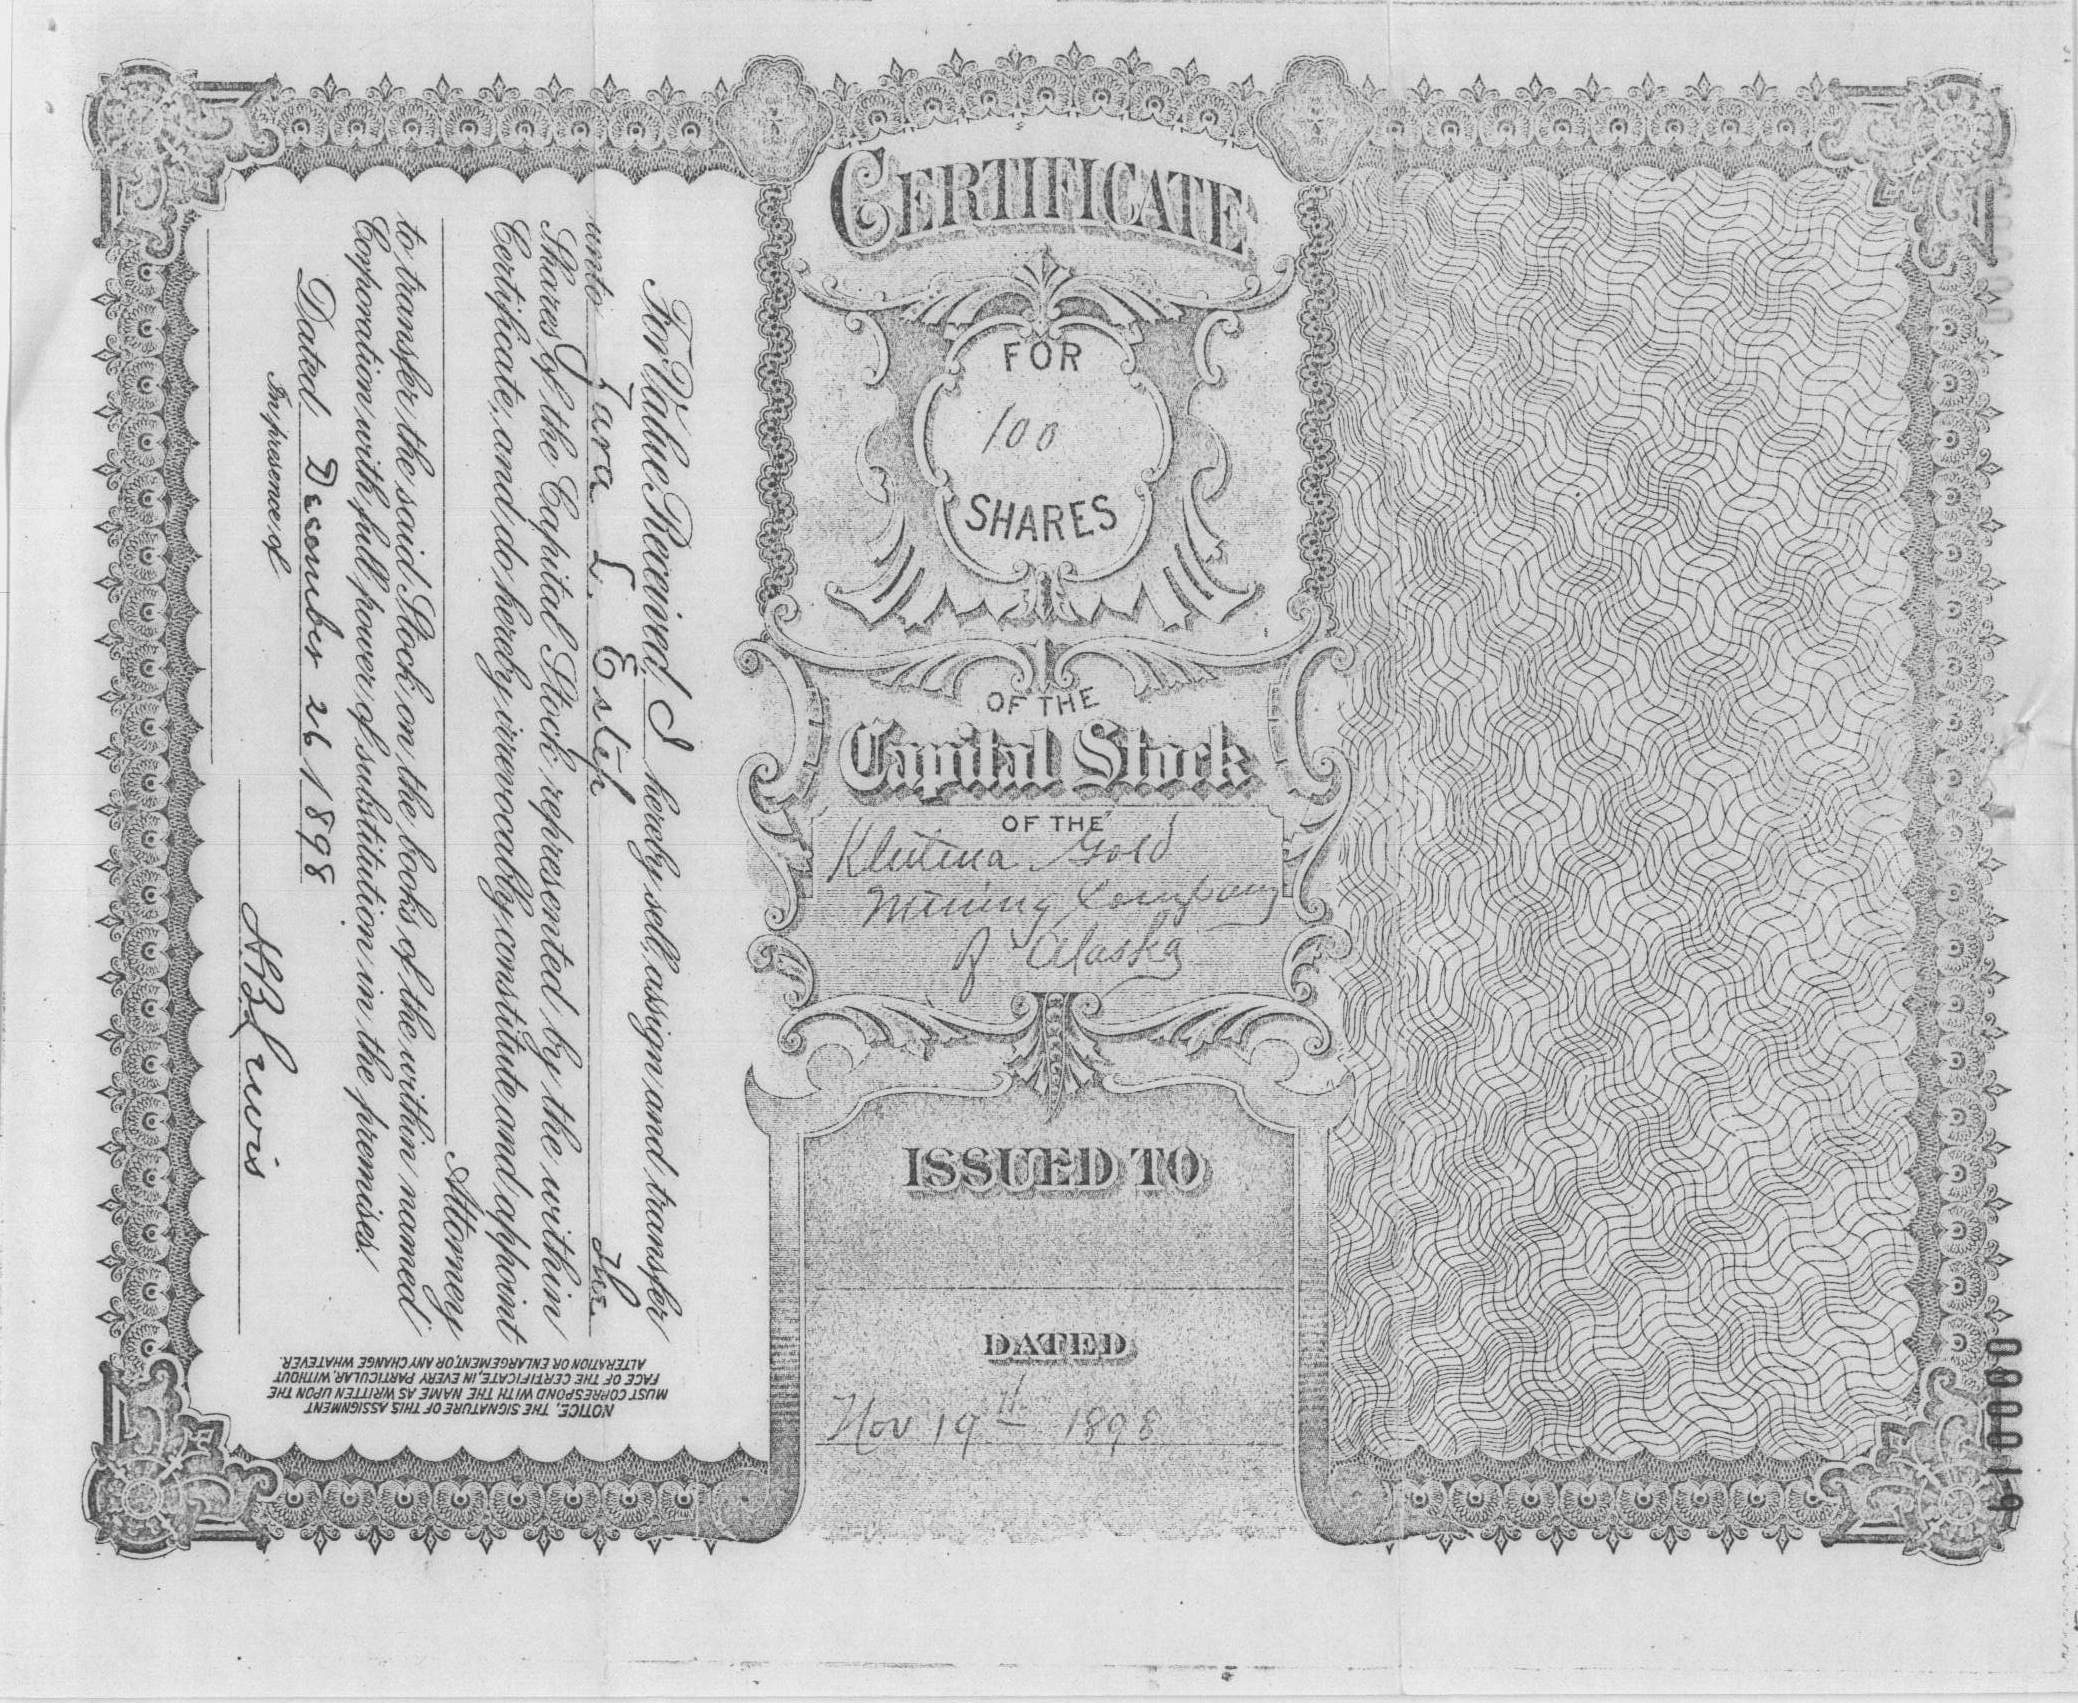 CERTIFICATE
FOR
100
SHARES
OF THE
Capital Stock
OF THE
Klutena Gold
Mining Company
of Alaska
ISSUED TO
DATED
Nov 19th 1898
For Value Received, I hereby sell, assign and transfer
unto Zara L. Estep the
Shares of the Capital Stock represented by the within
Certificate, and do hereby irrevocably constitute and appoint
Attorney
to transfer the said Stock on the books of the within named
Corporation with full power of substitution in the premises.
Dated December 26 1898
In presence of
H B Lewis
NOTICE, THE SIGNATURE OF THIS ASSIGNMENT
MUST CORRESPOND WITH THE NAME AS WRITTEN UPON THE
FACE OF THE CERTIFICATE, IN EVERY PARTICULAR, WITHOUT
ALTERATION OR ENLARGEMENT, OR ANY CHANGE WHATEVER.